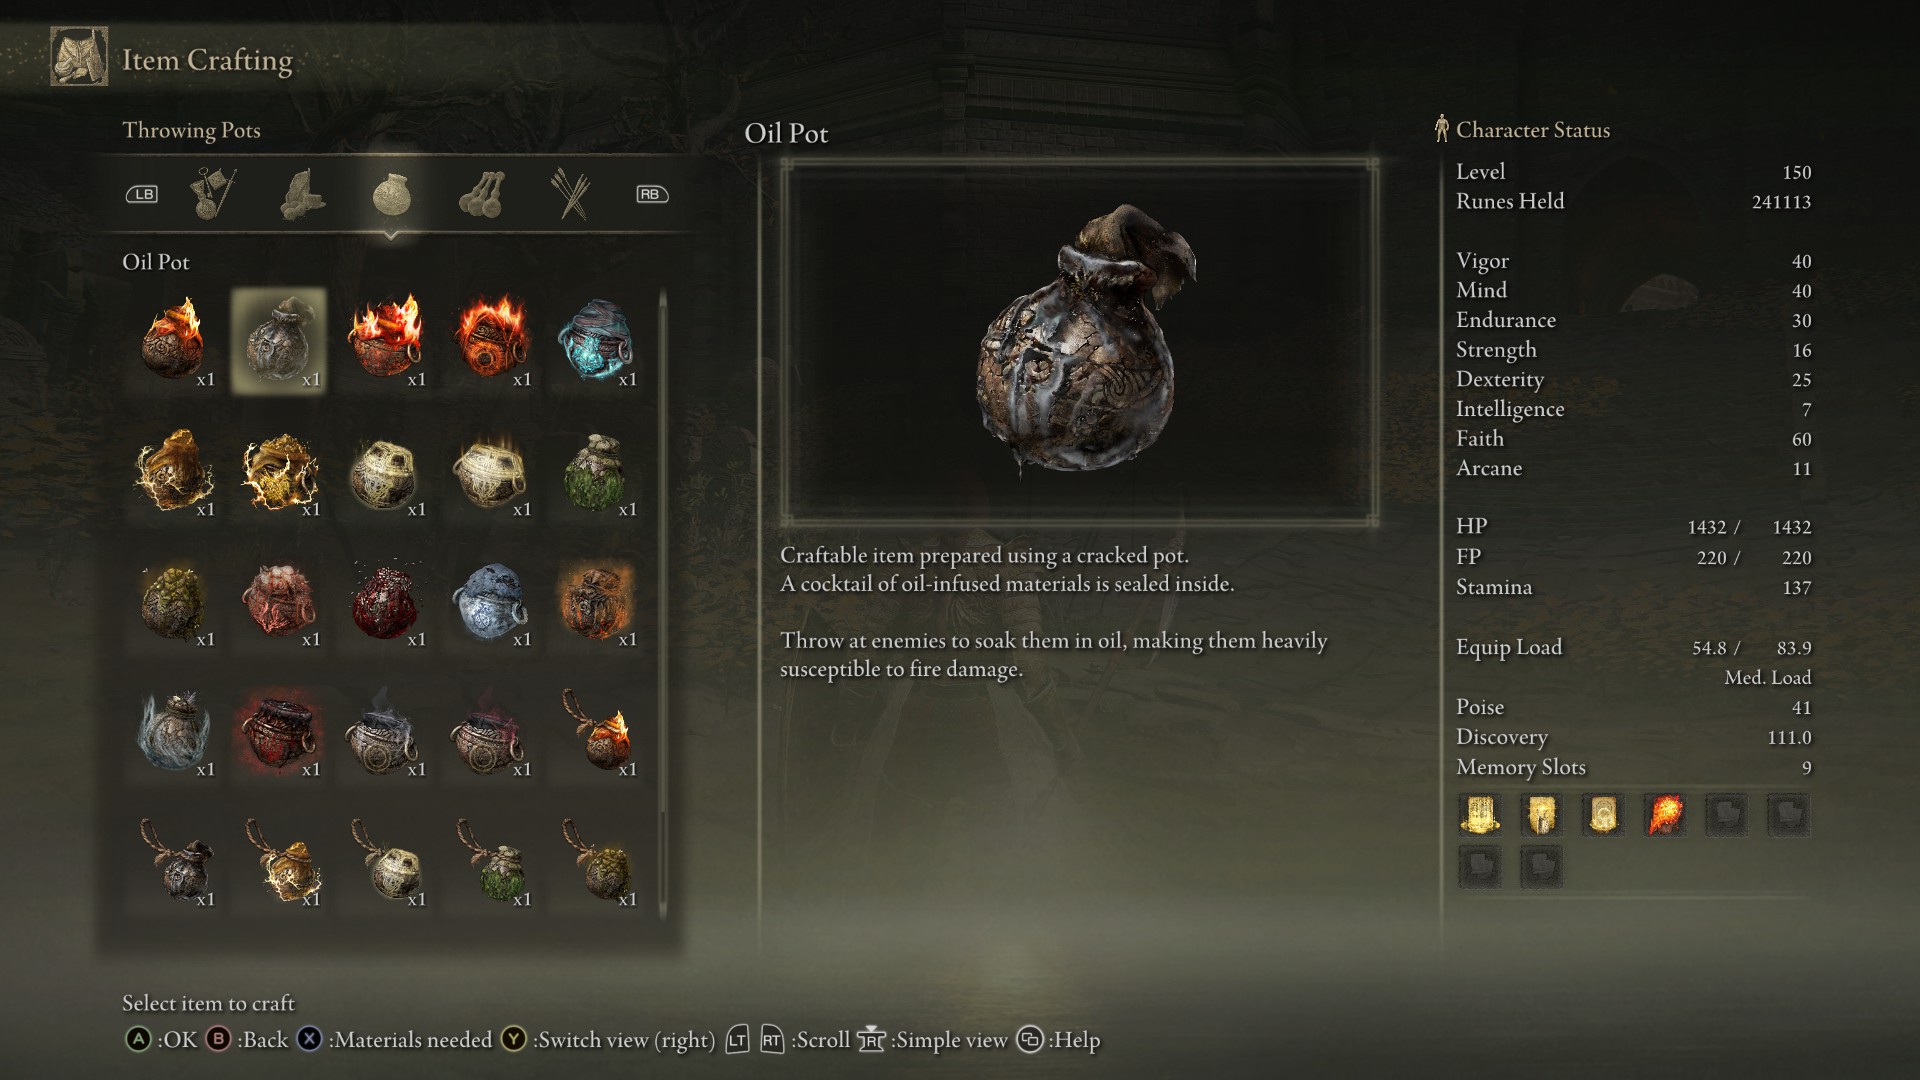 Item Crafting
Throwing Pots
LB
RB
Oil Pot
x1 x1 x1 x1 x1
x1 x1 x1 x1 x1
x1 x1 x1 x1 x1
x1 x1 x1 x1 x1
x1 x1 x1 x1 x1
Oil Pot
Craftable item prepared using a cracked pot.
A cocktail of oil-infused materials is sealed inside.
Throw at enemies to soak them in oil, making them heavily
susceptible to fire damage.
Character Status
Level 150
Runes Held 241113
Vigor 40
Mind 40
Endurance 30
Strength 16
Dexterity 25
Intelligence 7
Faith 60
Arcane 11
HP 1432 / 1432
FP 220 / 220
Stamina 137
Equip Load 54.8 / 83.9
Med. Load
Poise 41
Discovery 111.0
Memory Slots 9
Select item to craft
A :OK B :Back X :Materials needed Y :Switch view (right) LT RT :Scroll R :Simple view :Help